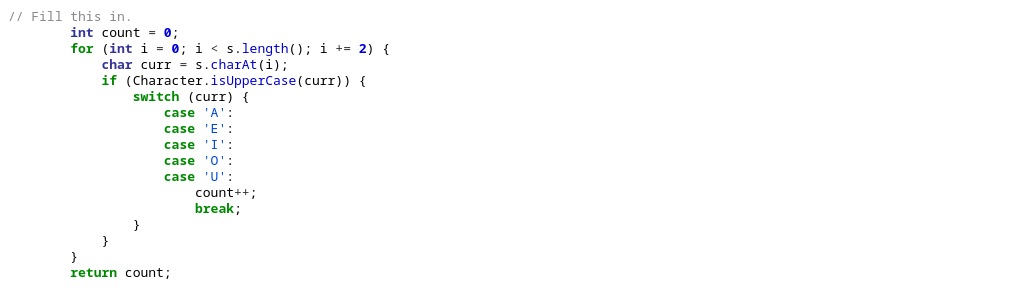 // Fill this in.
        int count = 0;
        for (int i = 0; i < s.length(); i += 2) {
            char curr = s.charAt(i);
            if (Character.isUpperCase(curr)) {
                switch (curr) {
                    case 'A':
                    case 'E':
                    case 'I':
                    case 'O':
                    case 'U':
                        count++;
                        break;
                }
            }
        }
        return count;